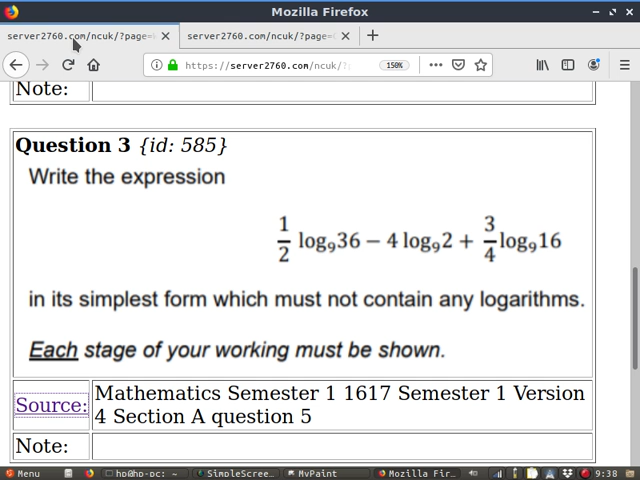 Mozilla Firefox
server2760.com/ncuk/?page=
server2760.com/ncuk/?page=
https://server2760.com/ncuk/?
150%
Note:
Question 3 {id: 585}
Write the expression
1/2 log₉36 − 4 log₉2 + 3/4 log₉16
in its simplest form which must not contain any logarithms.
Each stage of your working must be shown.
Source:
Mathematics Semester 1 1617 Semester 1 Version
4 Section A question 5
Note:
Menu
hp@hp-pc: ~
SimpleScree...
MyPaint
Mozilla Fir...
9:38